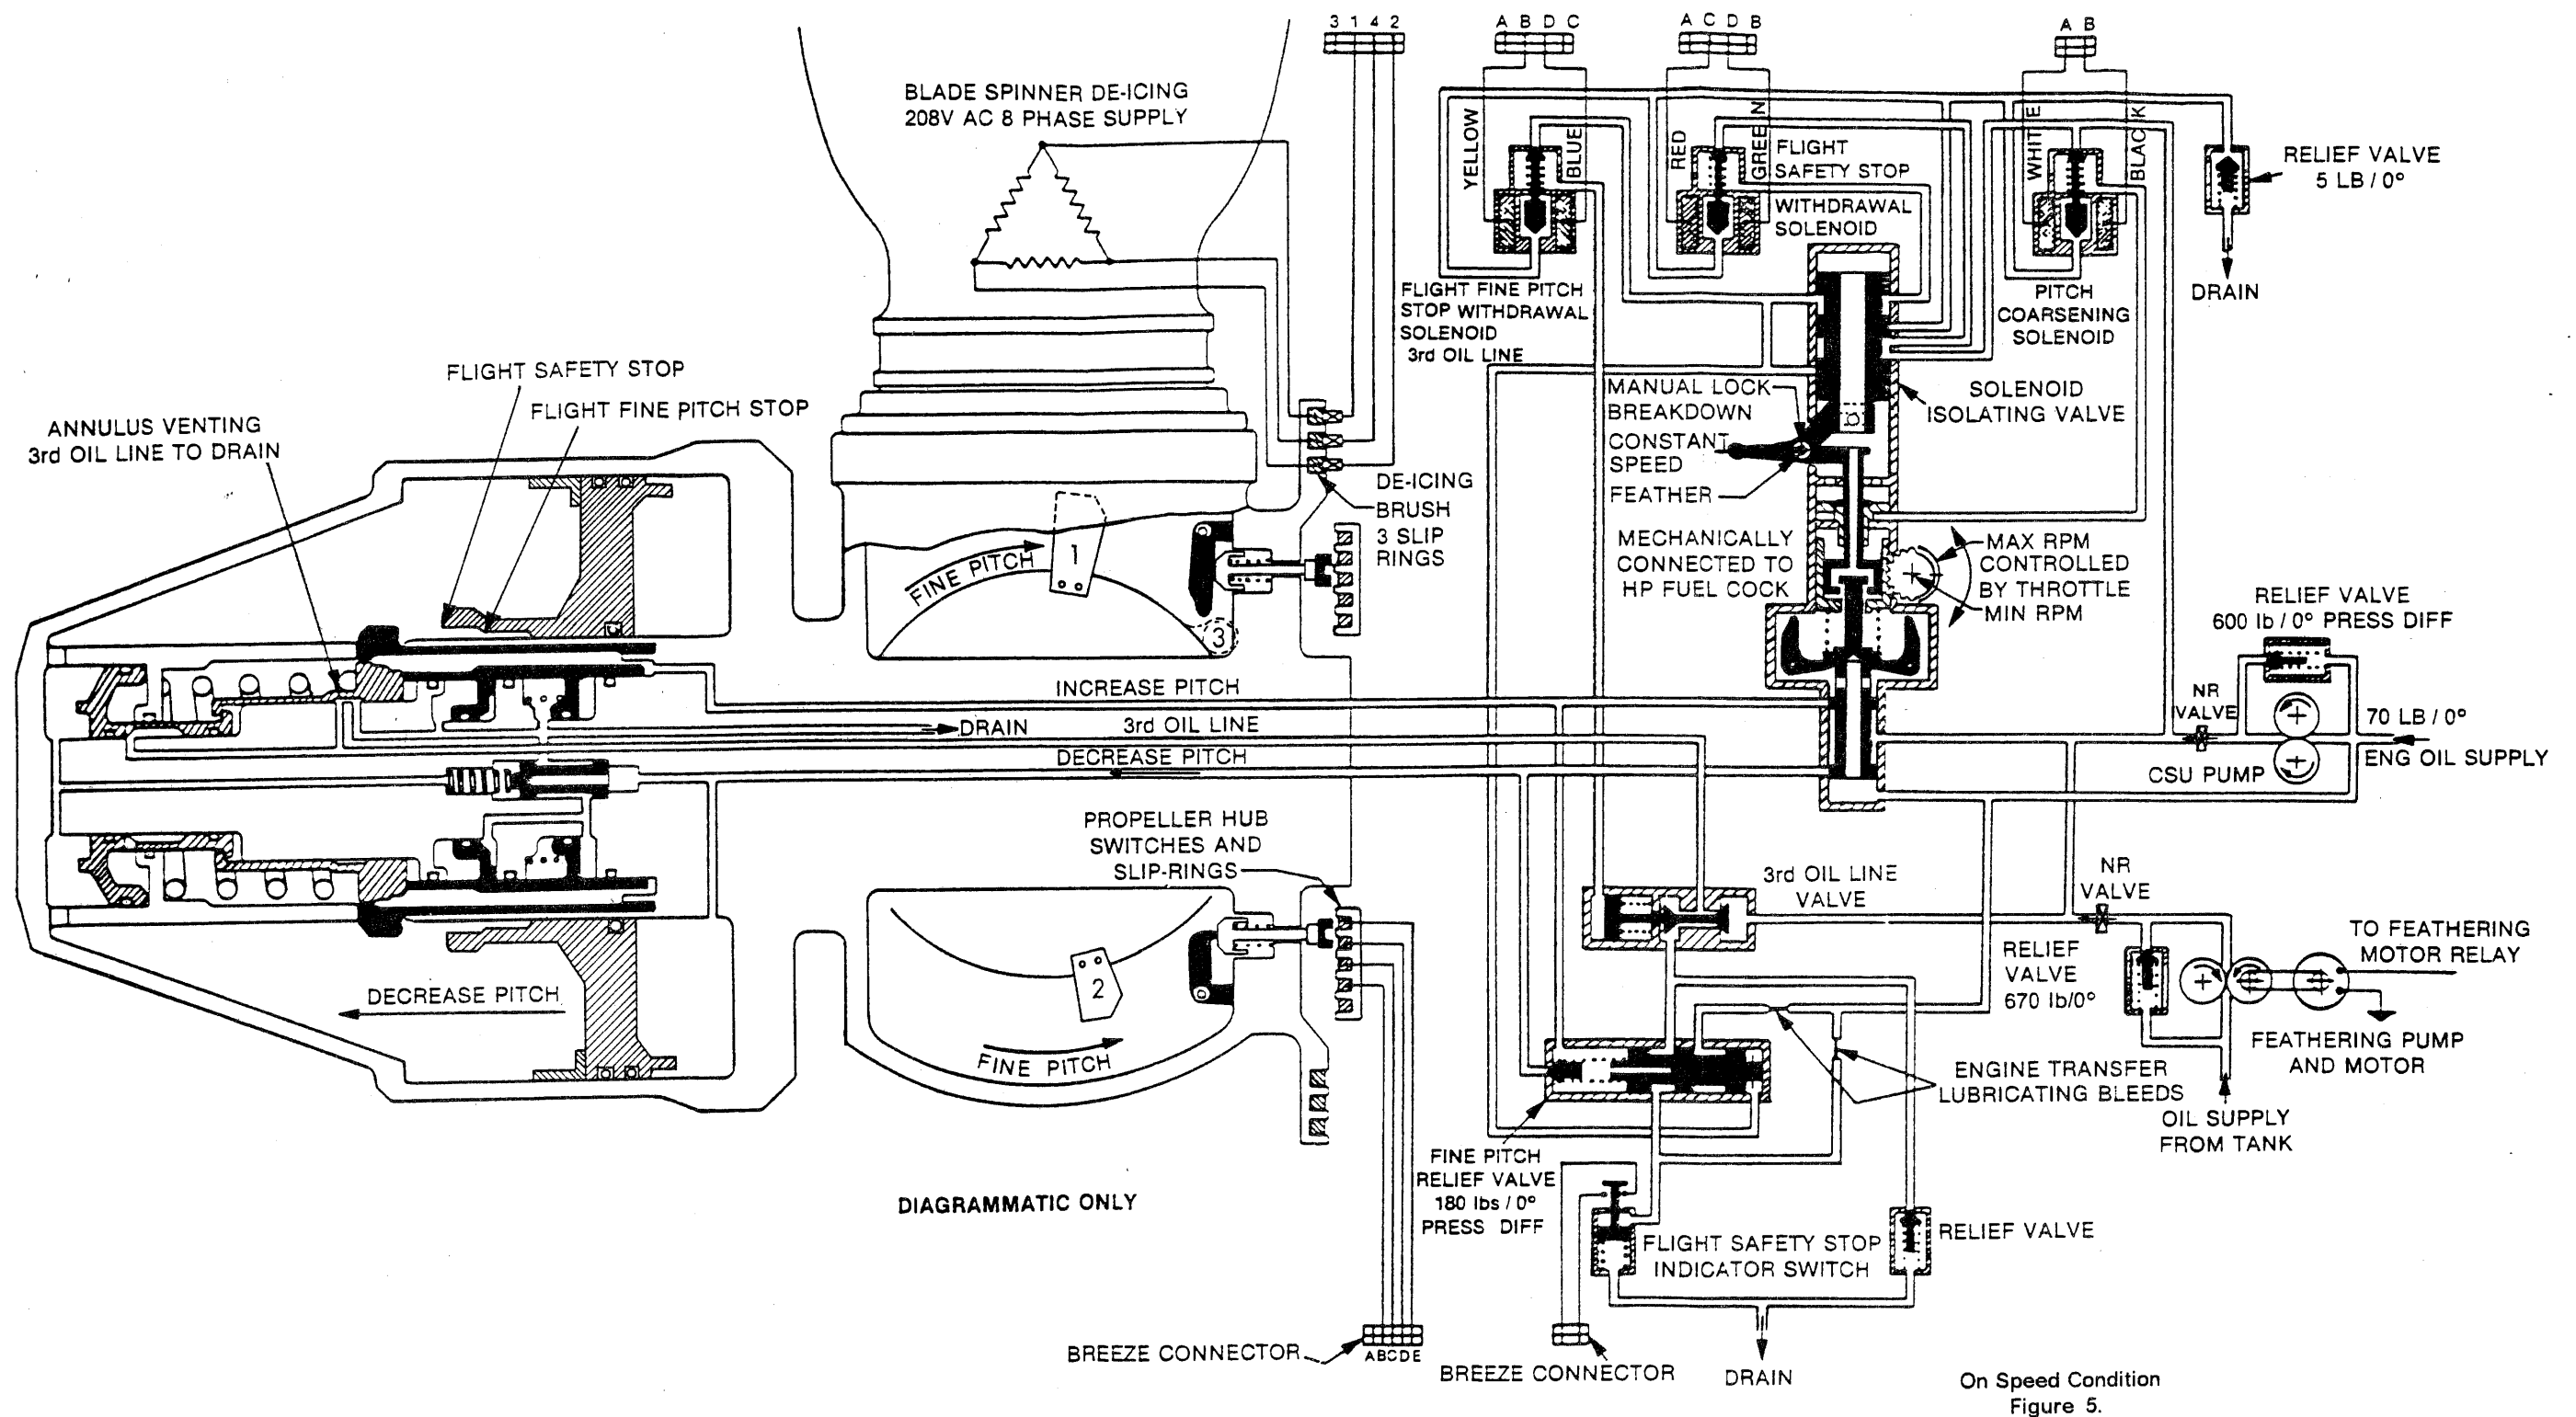 3 1 4 2
A B D C
A C D B
A B
BLADE SPINNER DE-ICING
208V AC 8 PHASE SUPPLY
YELLOW
BLUE
RED
GREEN
FLIGHT
SAFETY STOP
WITHDRAWAL
SOLENOID
WHITE
BLACK
RELIEF VALVE
5 LB / 0°
DRAIN
FLIGHT FINE PITCH
STOP WITHDRAWAL
SOLENOID
3rd OIL LINE
PITCH
COARSENING
SOLENOID
FLIGHT SAFETY STOP
FLIGHT FINE PITCH STOP
ANNULUS VENTING
3rd OIL LINE TO DRAIN
MANUAL LOCK
BREAKDOWN
CONSTANT
SPEED
FEATHER
SOLENOID
ISOLATING VALVE
DE-ICING
BRUSH
3 SLIP
RINGS
MECHANICALLY
CONNECTED TO
HP FUEL COCK
MAX RPM
CONTROLLED
BY THROTTLE
MIN RPM
FINE PITCH
1
3
RELIEF VALVE
600 lb / 0° PRESS DIFF
INCREASE PITCH
DRAIN
3rd OIL LINE
DECREASE PITCH
NR
VALVE
70 LB / 0°
ENG OIL SUPPLY
CSU PUMP
PROPELLER HUB
SWITCHES AND
SLIP-RINGS
3rd OIL LINE
VALVE
NR
VALVE
TO FEATHERING
MOTOR RELAY
RELIEF
VALVE
670 lb/0°
DECREASE PITCH
2
FINE PITCH
FEATHERING PUMP
AND MOTOR
ENGINE TRANSFER
LUBRICATING BLEEDS
OIL SUPPLY
FROM TANK
FINE PITCH
RELIEF VALVE
180 lbs / 0°
PRESS DIFF
DIAGRAMMATIC ONLY
FLIGHT SAFETY STOP
INDICATOR SWITCH
RELIEF VALVE
BREEZE CONNECTOR
ABCDE
BREEZE CONNECTOR
DRAIN
On Speed Condition
Figure 5.